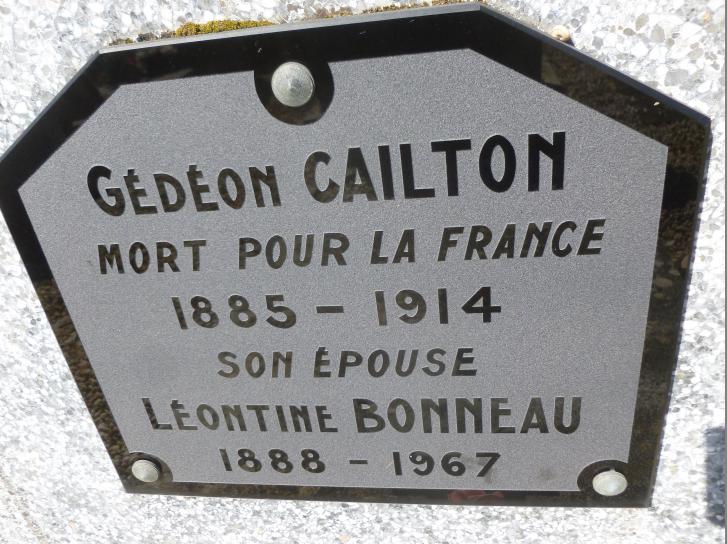 GÉDÉON CAILTON
MORT POUR LA FRANCE
1885 - 1914
SON ÉPOUSE
LÉONTINE BONNEAU
1888 - 1967